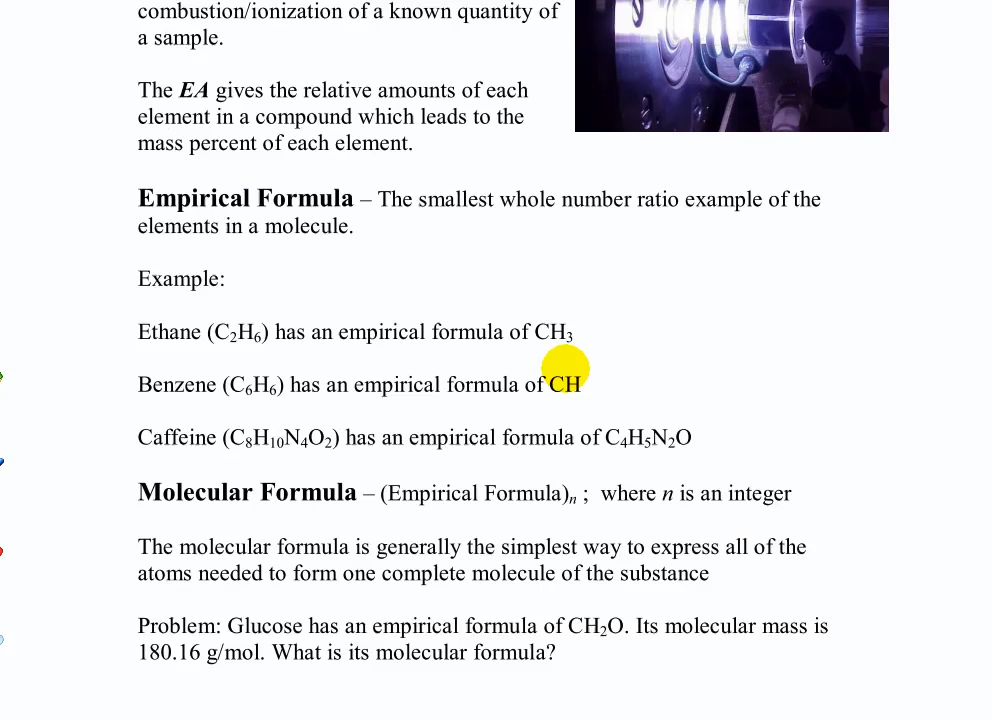 combustion/ionization of a known quantity of
a sample.
The EA gives the relative amounts of each
element in a compound which leads to the
mass percent of each element.
Empirical Formula – The smallest whole number ratio example of the
elements in a molecule.
Example:
Ethane (C₂H₆) has an empirical formula of CH₃
Benzene (C₆H₆) has an empirical formula of CH
Caffeine (C₈H₁₀N₄O₂) has an empirical formula of C₄H₅N₂O
Molecular Formula – (Empirical Formula)ₙ ; where n is an integer
The molecular formula is generally the simplest way to express all of the
atoms needed to form one complete molecule of the substance
Problem: Glucose has an empirical formula of CH₂O. Its molecular mass is
180.16 g/mol. What is its molecular formula?